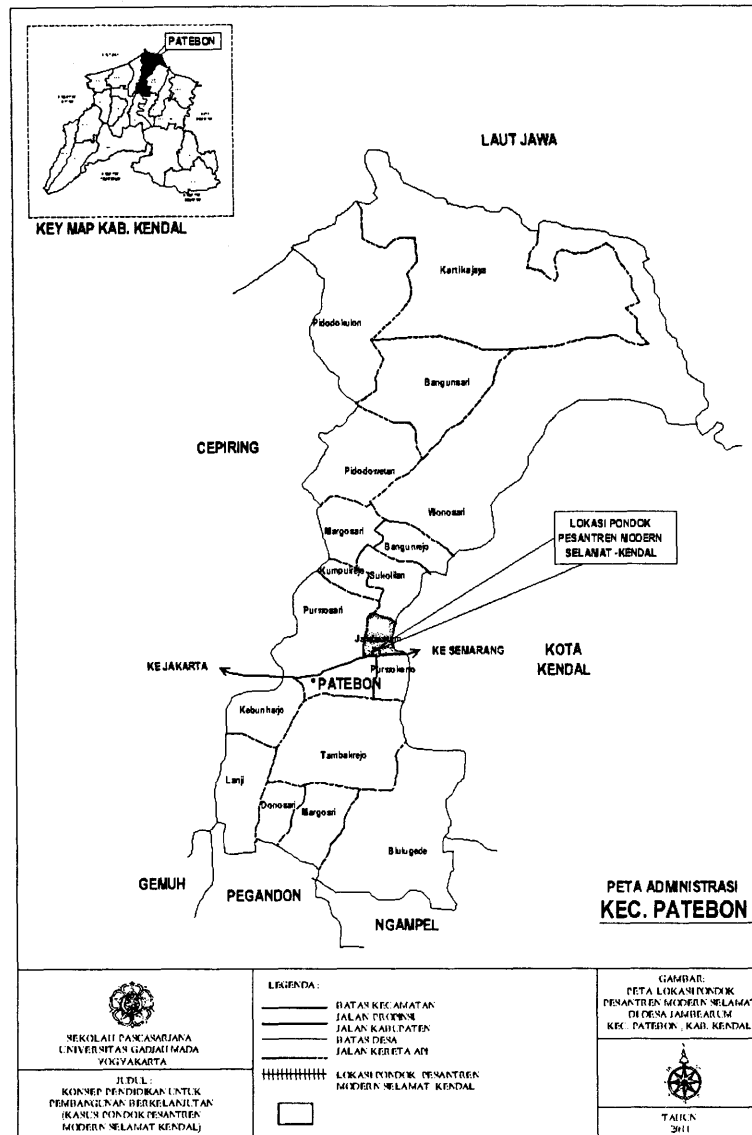 PATEBON
KEY MAP KAB. KENDAL
LAUT JAWA
Kartikajaya
Pidodokulon
Bangunsari
CEPIRING
Pidodowetan
Wonosari
Margosari
Bangunrejo
LOKASI PONDOK
PESANTREN MODERN
SELAMAT -KENDAL
Kumpulrejo
Sukolilan
Purwosari
KE JAKARTA
KE SEMARANG
KOTA
KENDAL
Purwokerto
PATEBON
Kebunharjo
Tambakrejo
Lanji
Donosari
Margosari
Blulugede
GEMUH
PEGANDON
NGAMPEL
PETA ADMINISTRASI
KEC. PATEBON
SEKOLAH PASCASARJANA
UNIVERSITAS GADJAH MADA
YOGYAKARTA
JUDUL :
KONSEP PENDIDIKAN UNTUK
PEMBANGUNAN BERKELANJUTAN
(KASUS PONDOK PESANTREN
MODERN SELAMAT KENDAL)
LEGENDA :
BATAS KECAMATAN
JALAN PROPINSI
JALAN KABUPATEN
BATAS DESA
JALAN KERETA API
LOKASI PONDOK PESANTREN
MODERN SELAMAT KENDAL
GAMBAR:
PETA LOKASI PONDOK
PESANTREN MODERN SELAMAT
DI DESA JAMBEARUM
KEC. PATEBON , KAB. KENDAL
TAHUN
2011